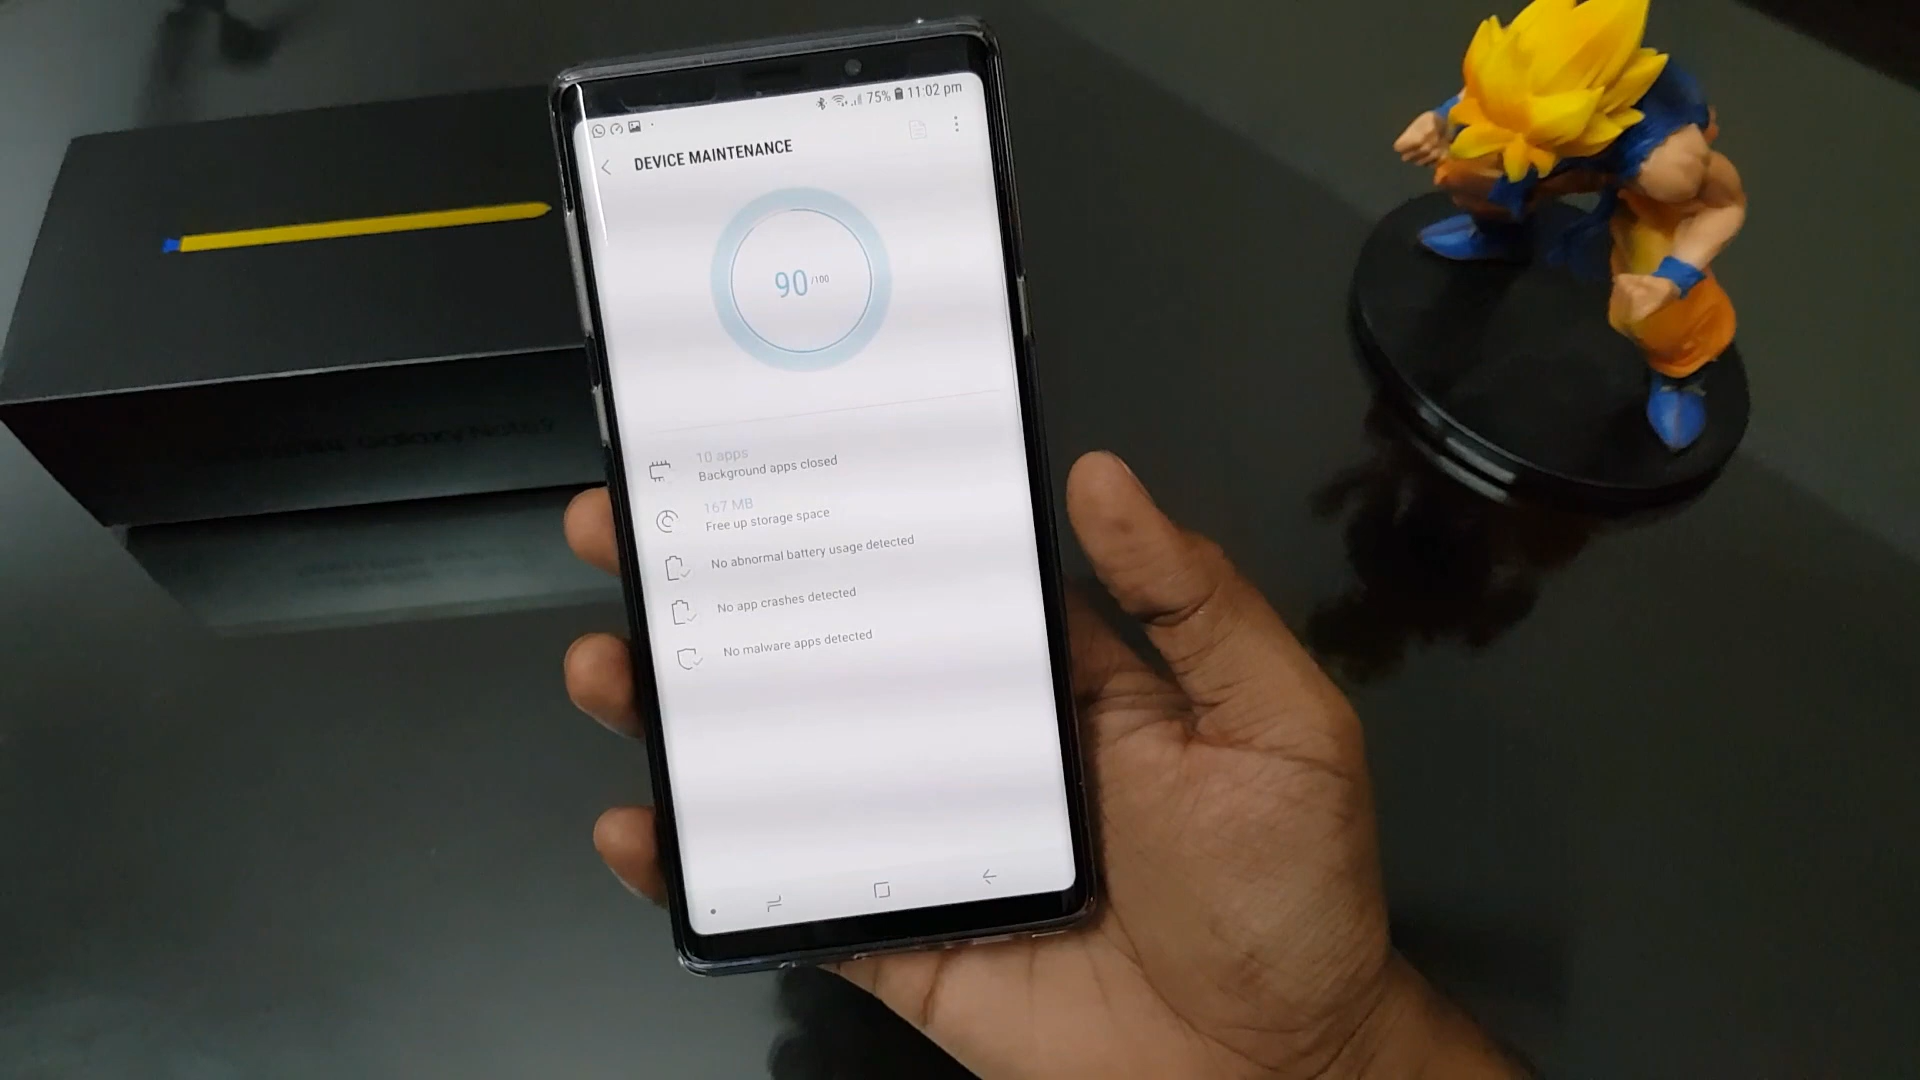 75% 11:02 pm
DEVICE MAINTENANCE
90/100
10 apps
Background apps closed
167 MB
Free up storage space
No abnormal battery usage detected
No app crashes detected
No malware apps detected